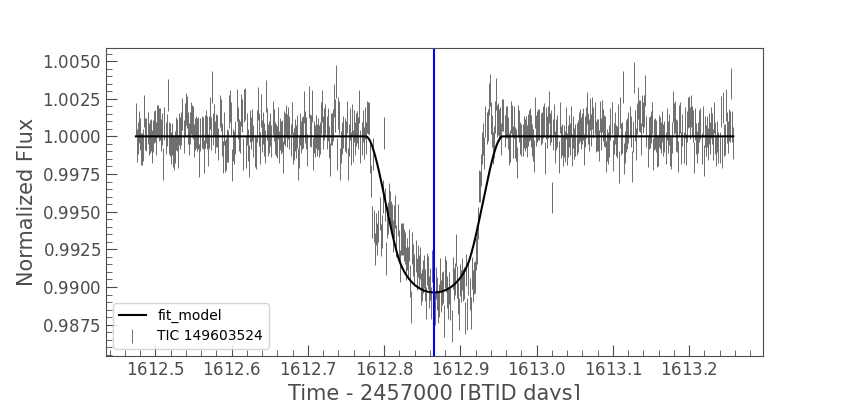 1.0050
1.0025
1.0000
0.9975
0.9950
0.9925
0.9900
0.9875
Normalized Flux
fit_model
TIC 149603524
1612.5 1612.6 1612.7 1612.8 1612.9 1613.0 1613.1 1613.2
Time - 2457000 [BTJD days]